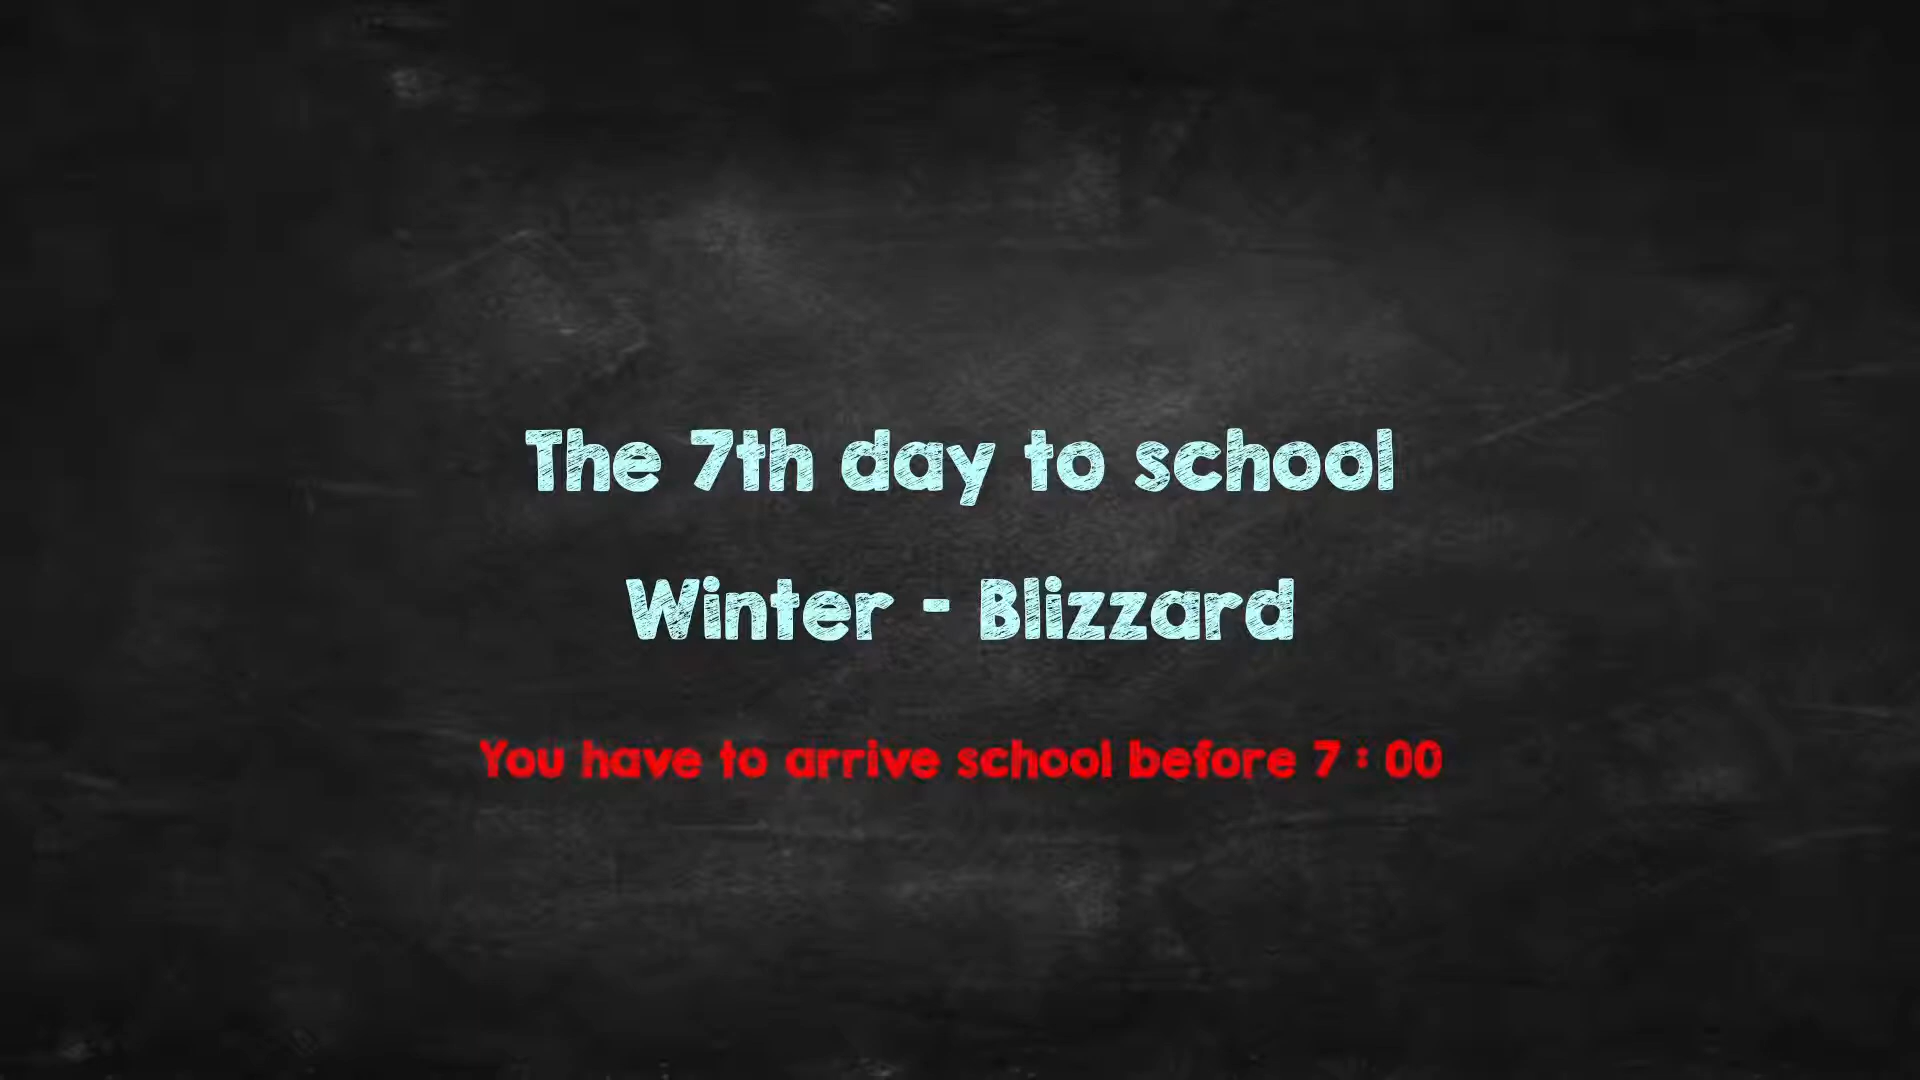 The 7th day to school
Winter - Blizzard
You have to arrive school before 7 : 00